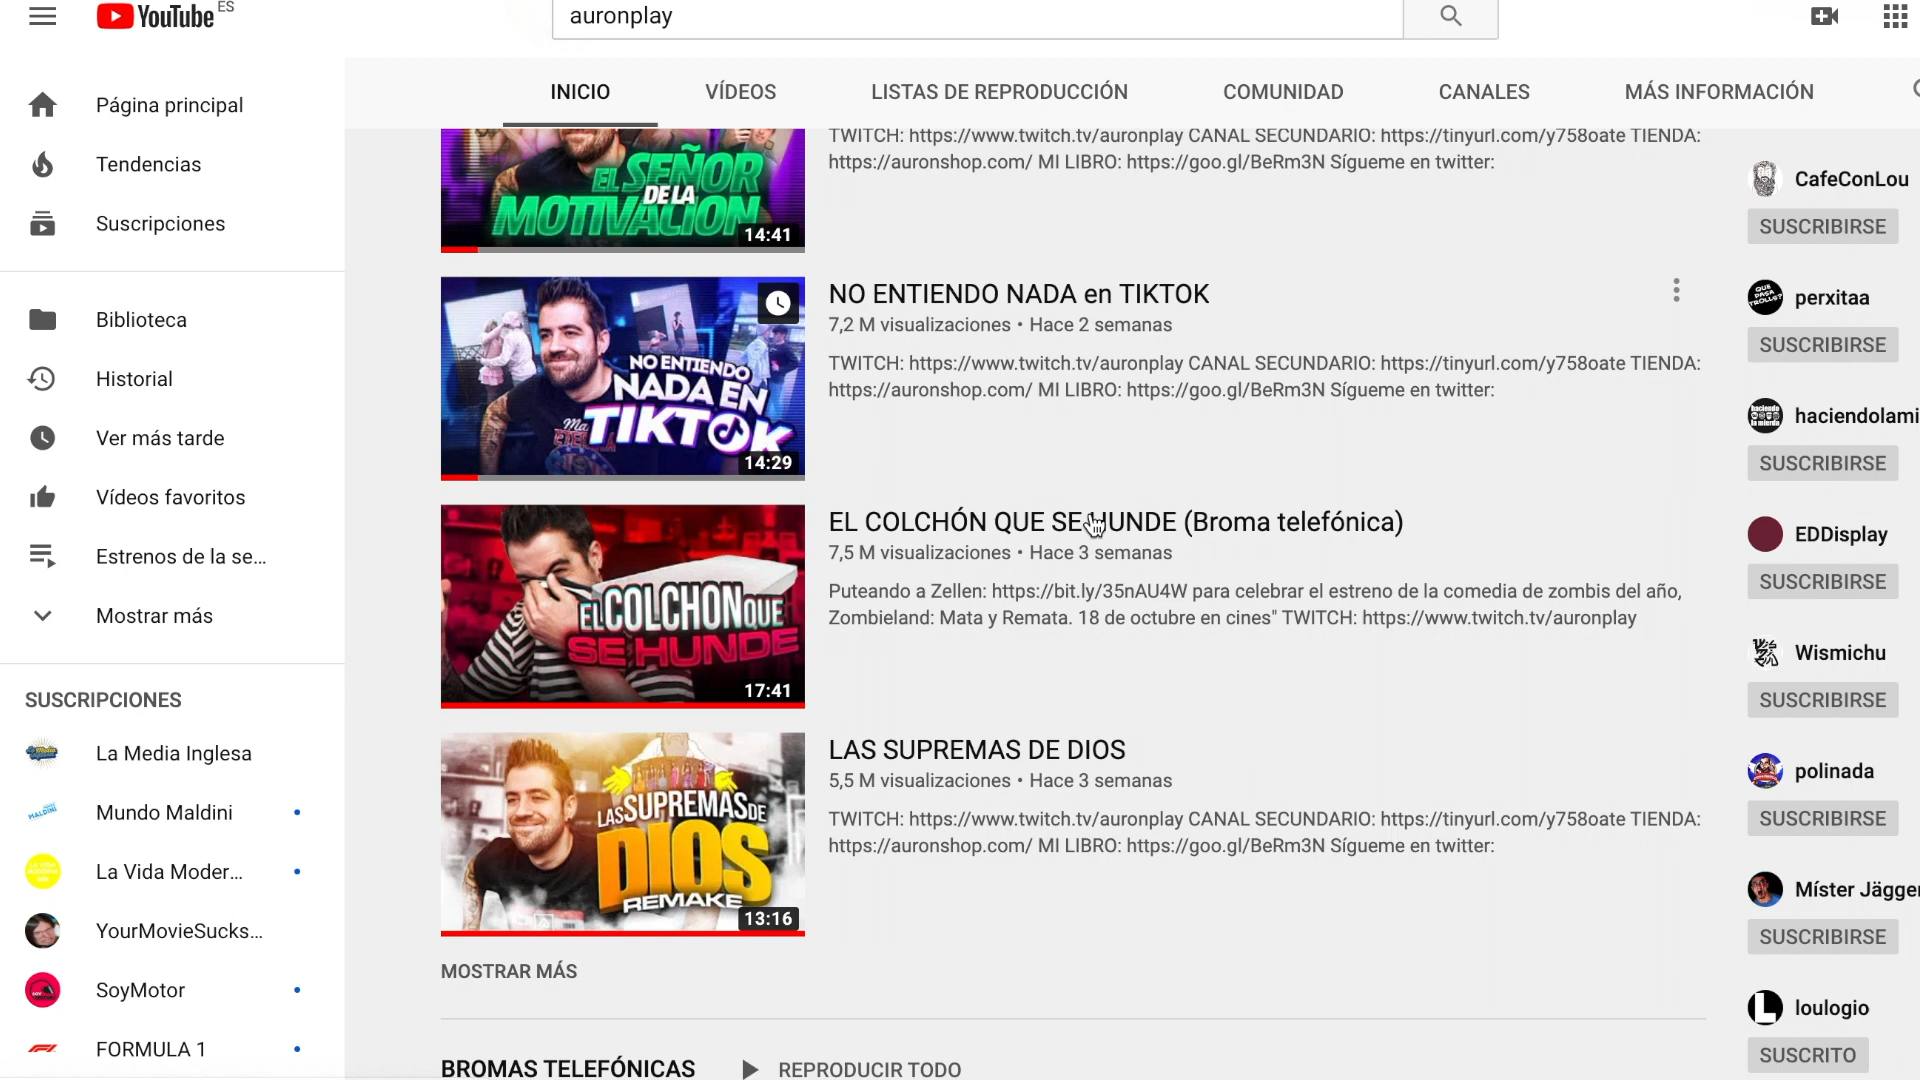 YouTube ES
auronplay
INICIO
VÍDEOS
LISTAS DE REPRODUCCIÓN
COMUNIDAD
CANALES
MÁS INFORMACIÓN
Página principal
Tendencias
Suscripciones
Biblioteca
Historial
Ver más tarde
Vídeos favoritos
Estrenos de la se...
Mostrar más
SUSCRIPCIONES
La Media Inglesa
Mundo Maldini
La Vida Moder...
YourMovieSucks...
SoyMotor
FORMULA 1
EL SEÑOR
DE LA
MOTIVACIÓN
14:41
TWITCH: https://www.twitch.tv/auronplay CANAL SECUNDARIO: https://tinyurl.com/y758oate TIENDA:
https://auronshop.com/ MI LIBRO: https://goo.gl/BeRm3N Sígueme en twitter:
NO ENTIENDO
NADA EN
TIKTOK
14:29
NO ENTIENDO NADA en TIKTOK
7,2 M visualizaciones • Hace 2 semanas
TWITCH: https://www.twitch.tv/auronplay CANAL SECUNDARIO: https://tinyurl.com/y758oate TIENDA:
https://auronshop.com/ MI LIBRO: https://goo.gl/BeRm3N Sígueme en twitter:
EL COLCHON QUE
SE HUNDE
17:41
EL COLCHÓN QUE SE HUNDE (Broma telefónica)
7,5 M visualizaciones • Hace 3 semanas
Puteando a Zellen: https://bit.ly/35nAU4W para celebrar el estreno de la comedia de zombis del año,
Zombieland: Mata y Remata. 18 de octubre en cines" TWITCH: https://www.twitch.tv/auronplay
LAS SUPREMAS DE
DIOS
REMAKE
13:16
LAS SUPREMAS DE DIOS
5,5 M visualizaciones • Hace 3 semanas
TWITCH: https://www.twitch.tv/auronplay CANAL SECUNDARIO: https://tinyurl.com/y758oate TIENDA:
https://auronshop.com/ MI LIBRO: https://goo.gl/BeRm3N Sígueme en twitter:
MOSTRAR MÁS
BROMAS TELEFÓNICAS
REPRODUCIR TODO
CafeConLou
SUSCRIBIRSE
perxitaa
SUSCRIBIRSE
haciendolami
SUSCRIBIRSE
EDDisplay
SUSCRIBIRSE
Wismichu
SUSCRIBIRSE
polinada
SUSCRIBIRSE
Míster Jägger
SUSCRIBIRSE
loulogio
SUSCRITO